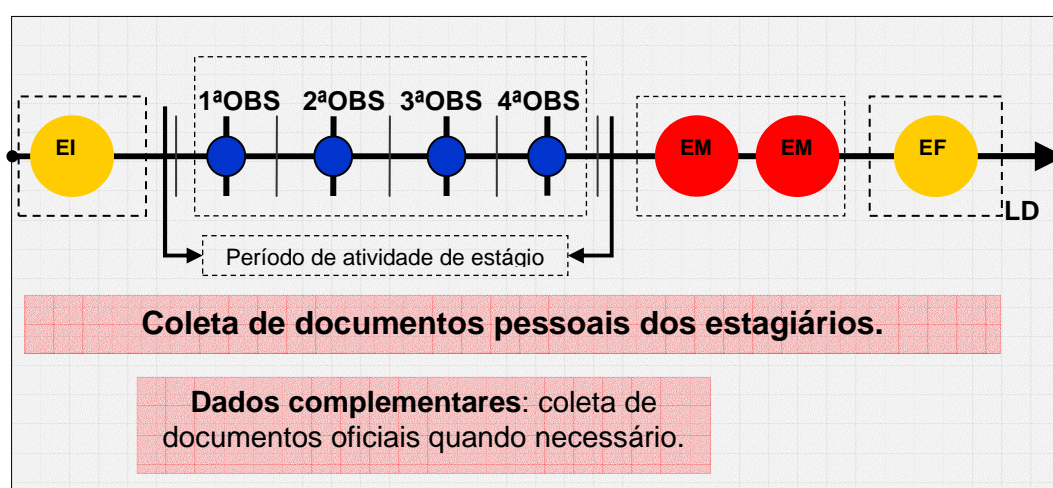 1ªOBS 2ªOBS 3ªOBS 4ªOBS
EI EM EM EF
LD
Período de atividade de estágio
Coleta de documentos pessoais dos estagiários.
Dados complementares: coleta de
documentos oficiais quando necessário.